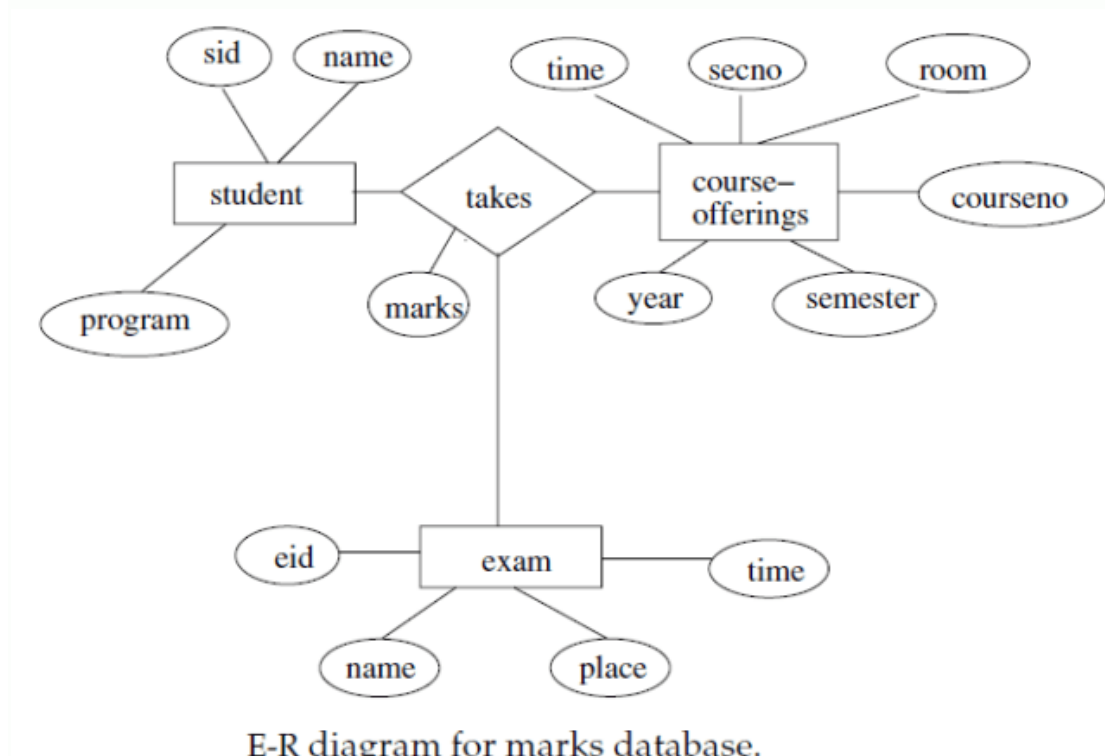 sid
name
time
secno
room
student
takes
course–
offerings
courseno
program
marks
year
semester
eid
exam
time
name
place
E-R diagram for marks database.